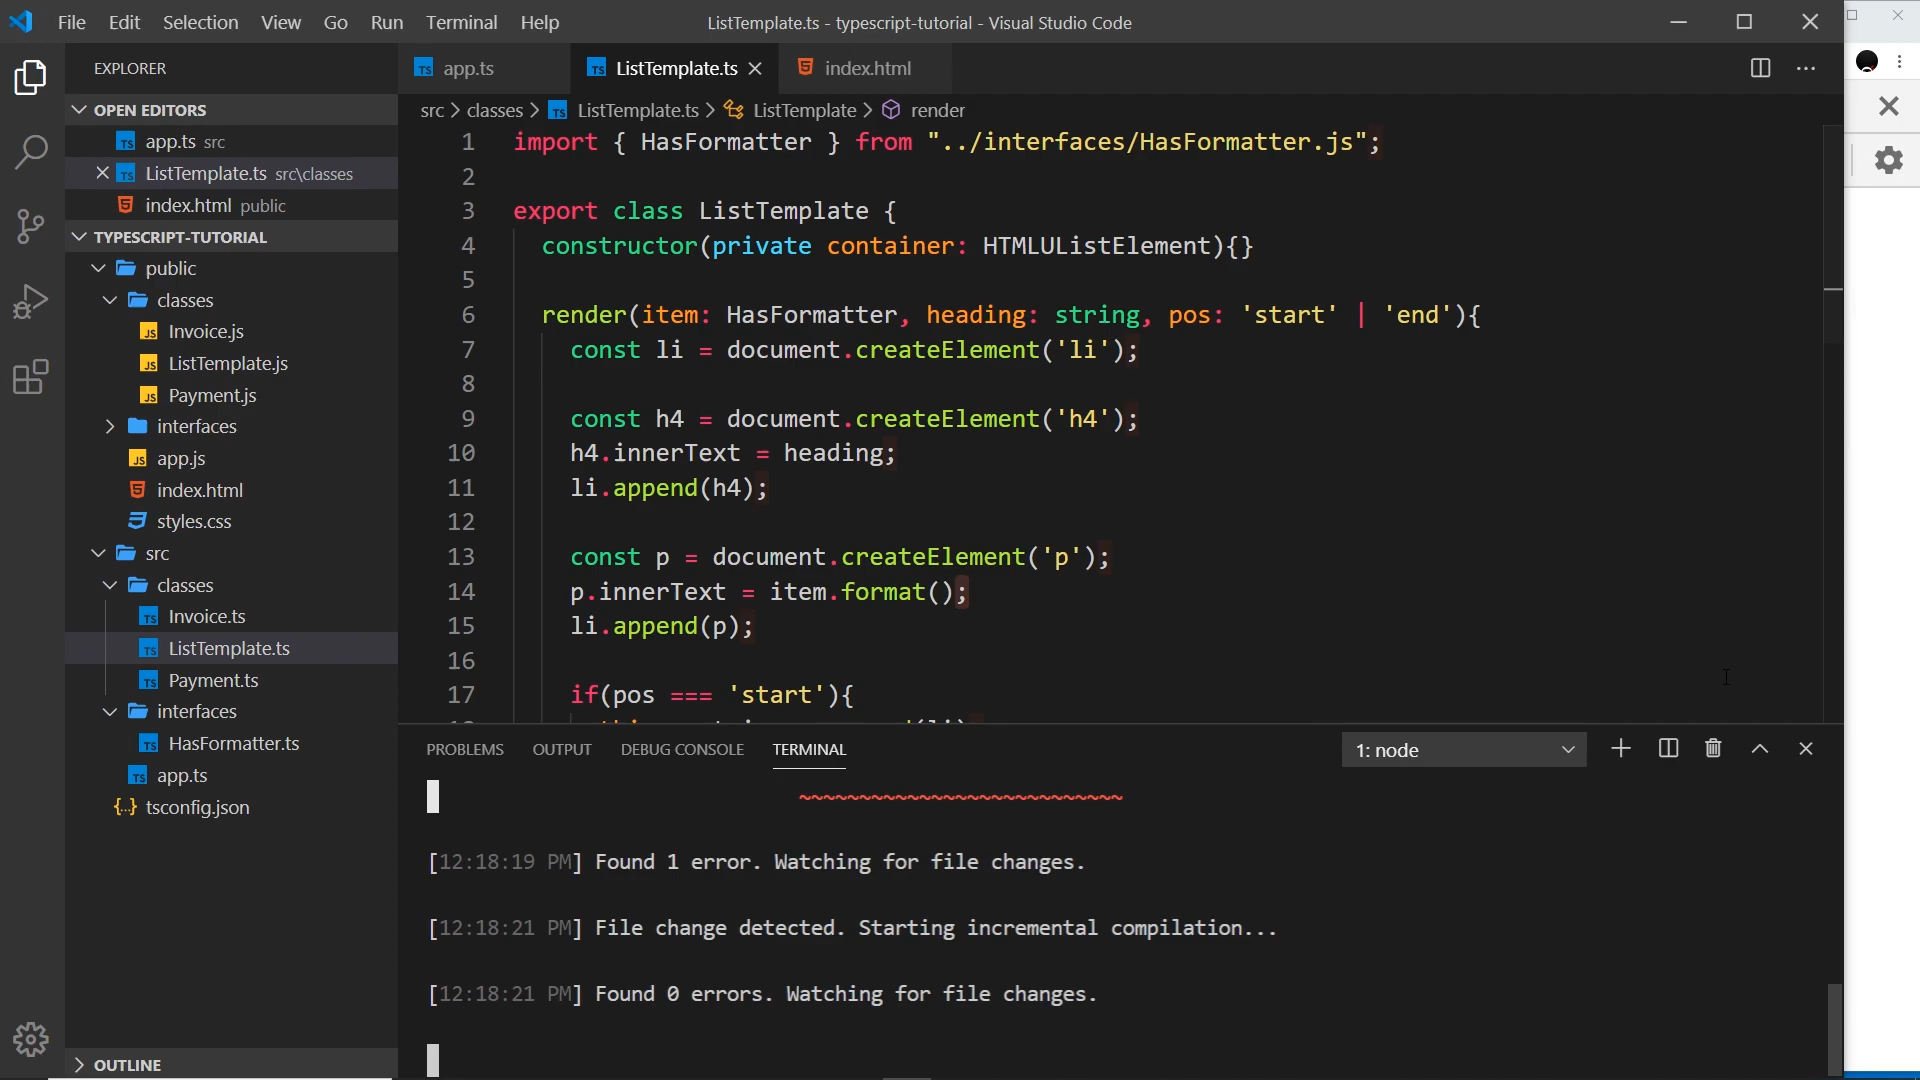 File Edit Selection View Go Run Terminal Help
ListTemplate.ts - typescript-tutorial - Visual Studio Code
EXPLORER
OPEN EDITORS
app.ts src
ListTemplate.ts src\classes
index.html public
TYPESCRIPT-TUTORIAL
public
classes
Invoice.js
ListTemplate.js
Payment.js
interfaces
app.js
index.html
styles.css
src
classes
Invoice.ts
ListTemplate.ts
Payment.ts
interfaces
HasFormatter.ts
app.ts
tsconfig.json
OUTLINE
app.ts ListTemplate.ts index.html
src > classes > ListTemplate.ts > ListTemplate > render
1 import { HasFormatter } from "../interfaces/HasFormatter.js";
2
3 export class ListTemplate {
4 constructor(private container: HTMLUListElement){}
5
6 render(item: HasFormatter, heading: string, pos: 'start' | 'end'){
7 const li = document.createElement('li');
8
9 const h4 = document.createElement('h4');
10 h4.innerText = heading;
11 li.append(h4);
12
13 const p = document.createElement('p');
14 p.innerText = item.format();
15 li.append(p);
16
17 if(pos === 'start'){
PROBLEMS OUTPUT DEBUG CONSOLE TERMINAL 1: node
~~~~~~~~~~~~~~~~~~~~~~~~~~~
[12:18:19 PM] Found 1 error. Watching for file changes.
[12:18:21 PM] File change detected. Starting incremental compilation...
[12:18:21 PM] Found 0 errors. Watching for file changes.